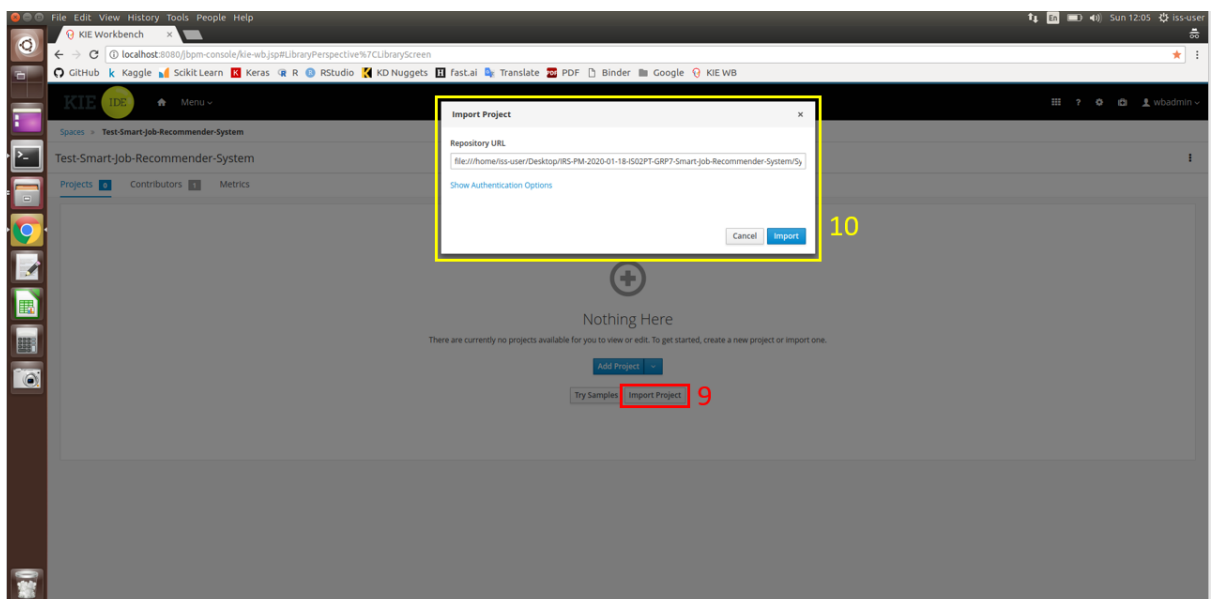 File Edit View History Tools People Help
En
Sun 12:05 iss-user
KIE Workbench ×
localhost:8080/jbpm-console/kie-wb.jsp#LibraryPerspective%7CLibraryScreen
GitHub k Kaggle Scikit Learn K Keras R R RStudio KD Nuggets H fast.ai Translate PDF PDF Binder Google KIE WB
KIE IDE Menu
? wbadmin
Spaces » Test-Smart-Job-Recommender-System
Test-Smart-Job-Recommender-System
Projects 0 Contributors 1 Metrics
Import Project ×
Repository URL
file:///home/iss-user/Desktop/IRS-PM-2020-01-18-IS02PT-GRP7-Smart-Job-Recommender-System/Sy
Show Authentication Options
Cancel Import
10
Nothing Here
There are currently no projects available for you to view or edit. To get started, create a new project or import one.
Add Project
Try Samples Import Project 9